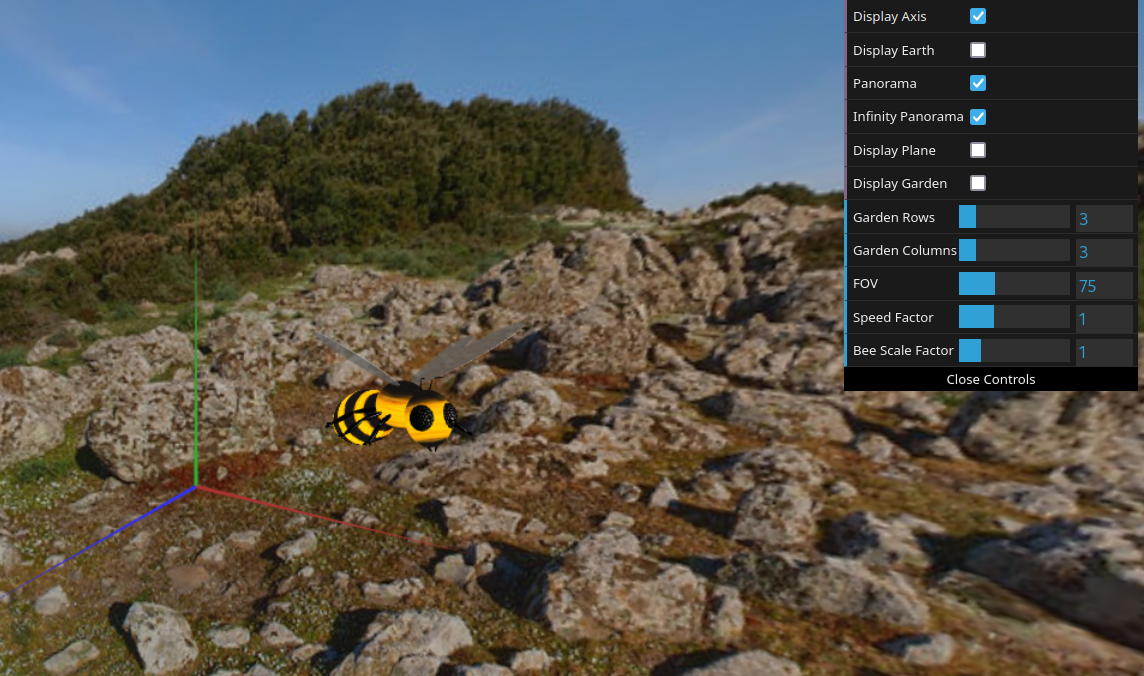 Display Axis
Display Earth
Panorama
Infinity Panorama
Display Plane
Display Garden
Garden Rows 3
Garden Columns 3
FOV 75
Speed Factor 1
Bee Scale Factor 1
Close Controls